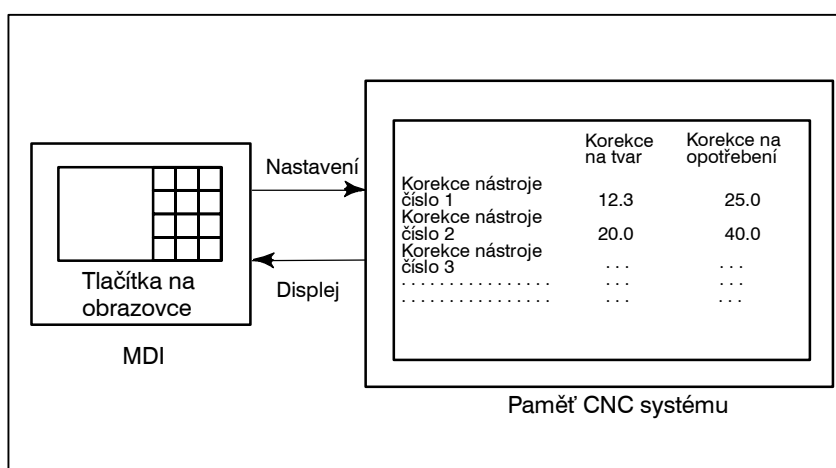 Nastavení
Displej
Tlačítka na
obrazovce
MDI
Korekce
na tvar
Korekce na
opotřebení
Korekce nástroje
číslo 1 12.3 25.0
Korekce nástroje
číslo 2 20.0 40.0
Korekce nástroje
číslo 3 . . . . . .
. . . . . . . . . . . . . . . . . . . . . .
. . . . . . . . . . . . . . . . . . . . . .
Paměť CNC systému